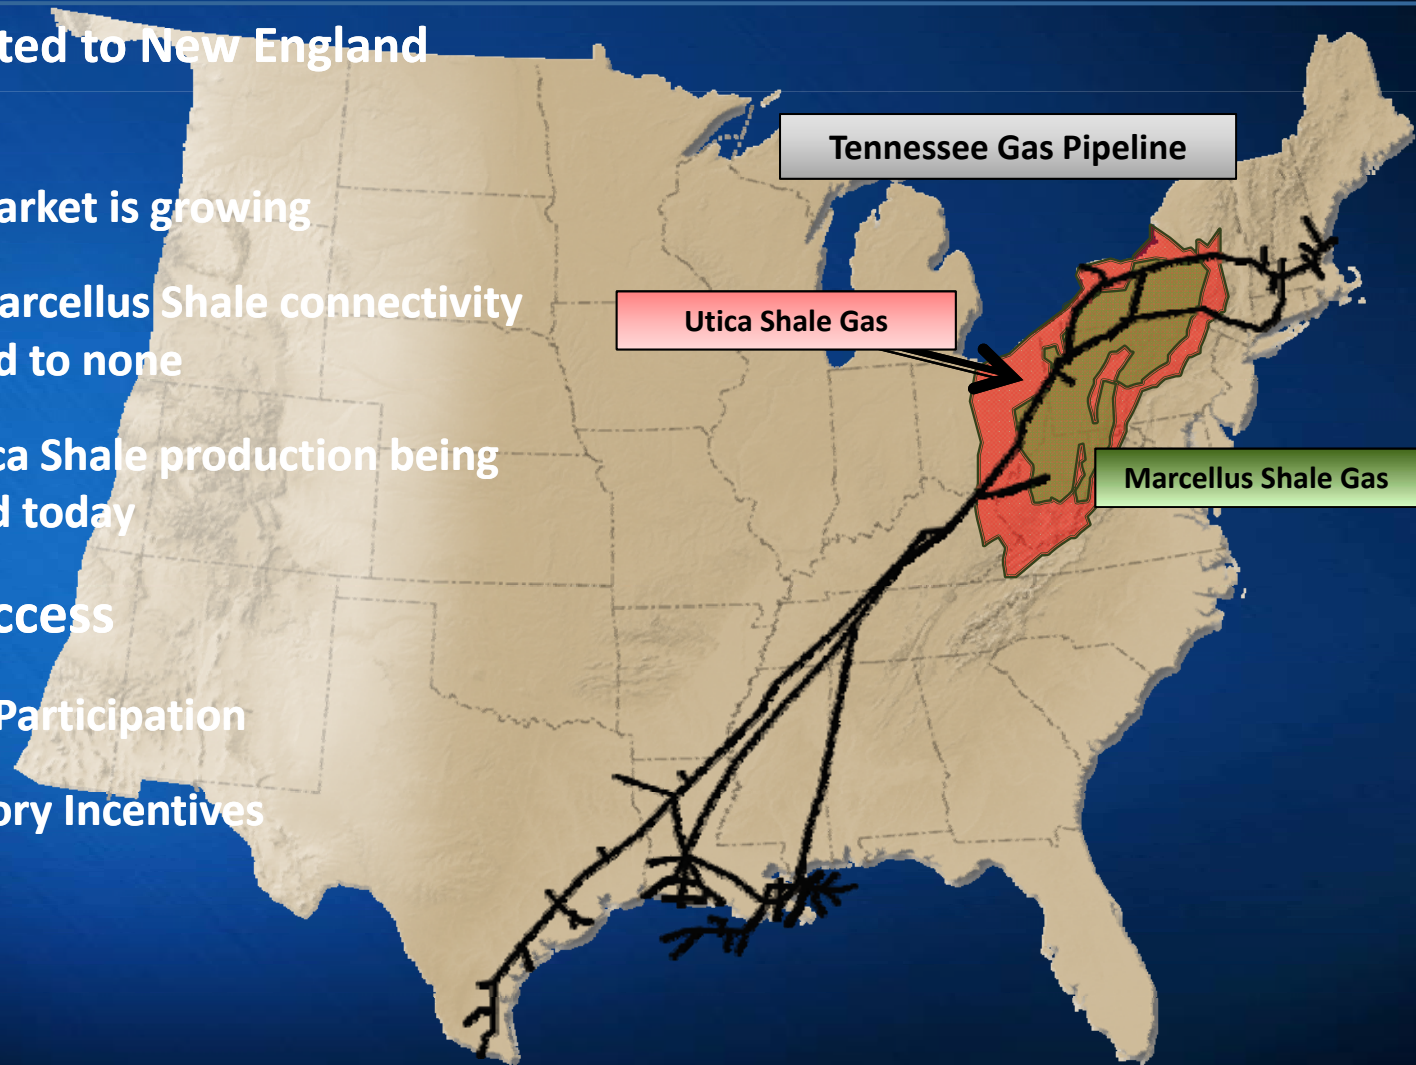 ted to New England
Tennessee Gas Pipeline
arket is growing
arcellus Shale connectivity
d to none
Utica Shale Gas
ca Shale production being
d today
Marcellus Shale Gas
ccess
Participation
ory Incentives